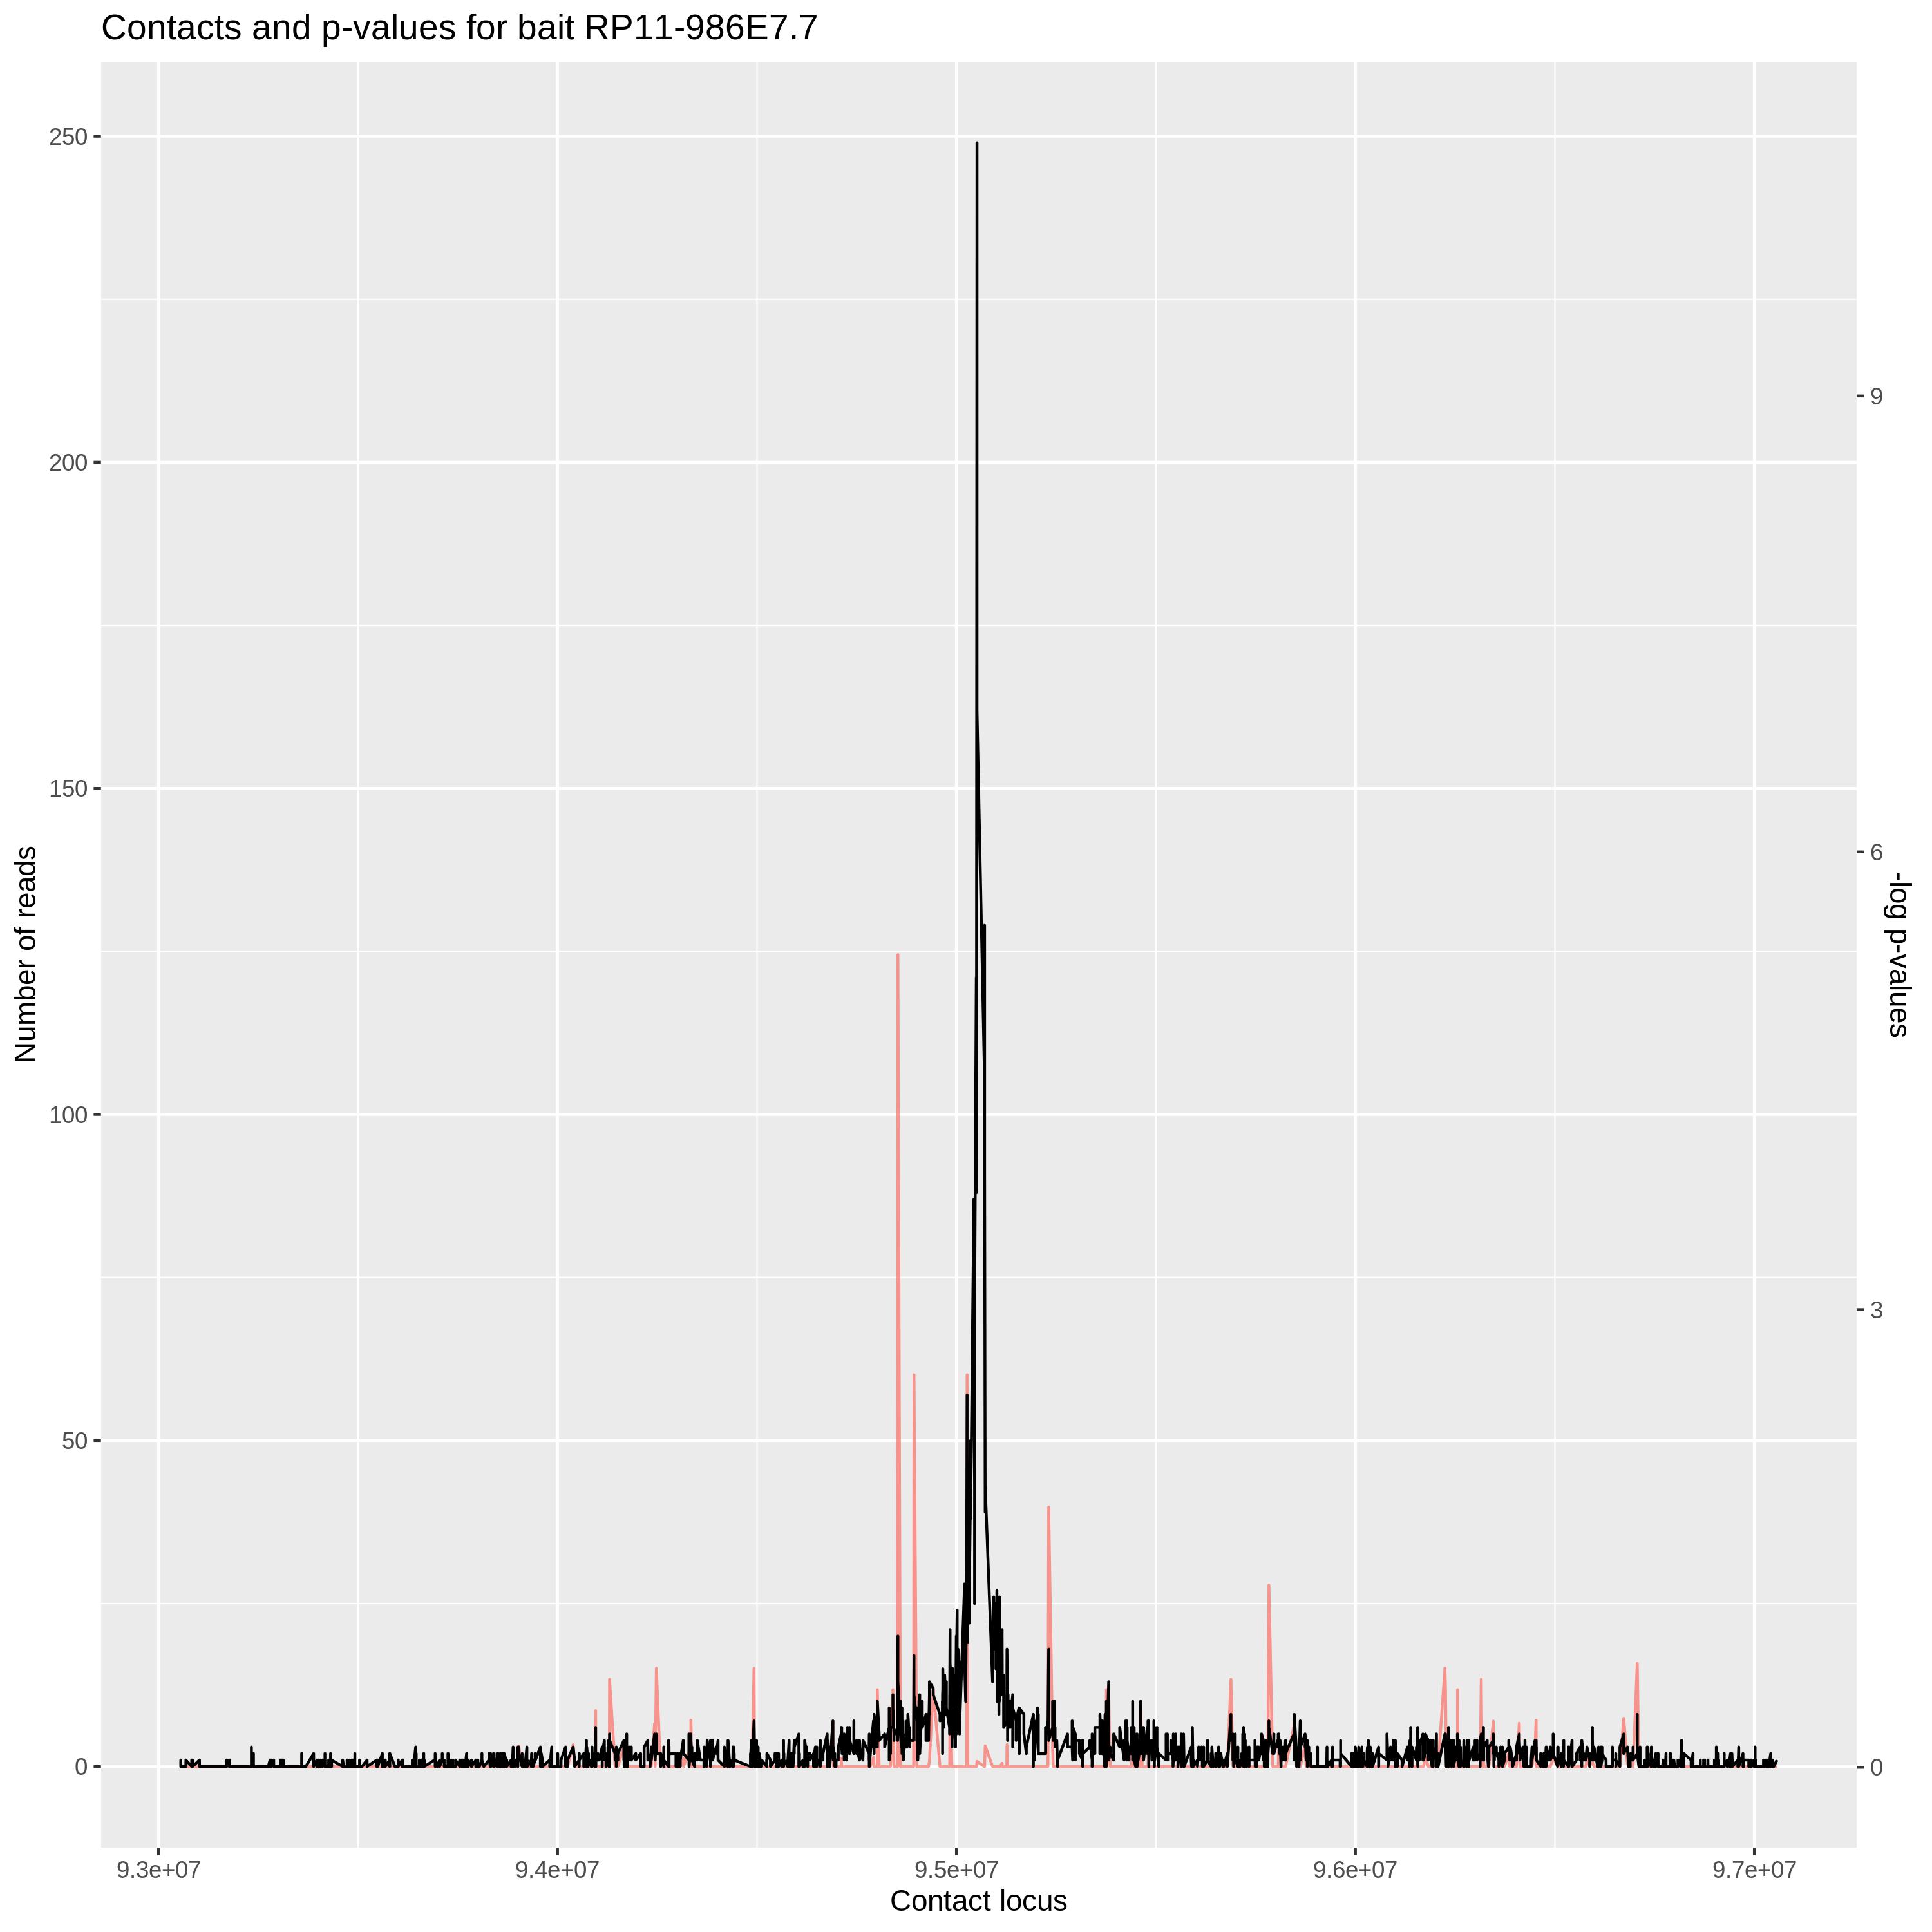 Contacts and p-values for bait RP11-986E7.7
250
200
150
100
50
0
Number of reads
9
6
3
0
-log p-values
9.3e+07
9.4e+07
9.5e+07
9.6e+07
9.7e+07
Contact locus